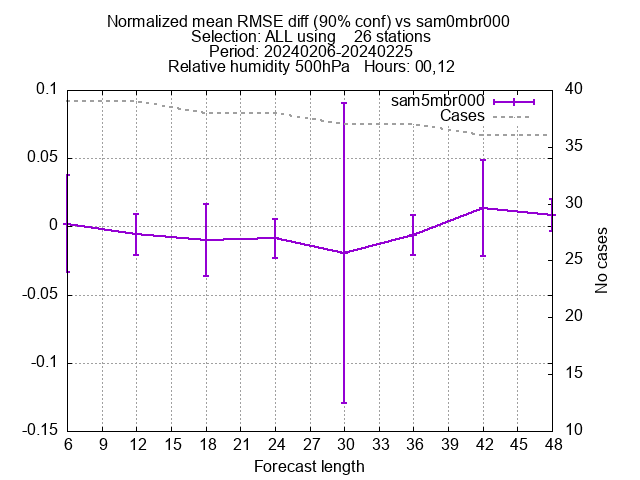 Normalized mean RMSE diff (90% conf) vs sam0mbr000
Selection: ALL using    26 stations
Period: 20240206-20240225
Relative humidity 500hPa   Hours: 00,12
sam5mbr000
Cases
0.1
0.05
0
-0.05
-0.1
-0.15
40
35
30
25
20
15
10
No cases
6 9 12 15 18 21 24 27 30 33 36 39 42 45 48
Forecast length